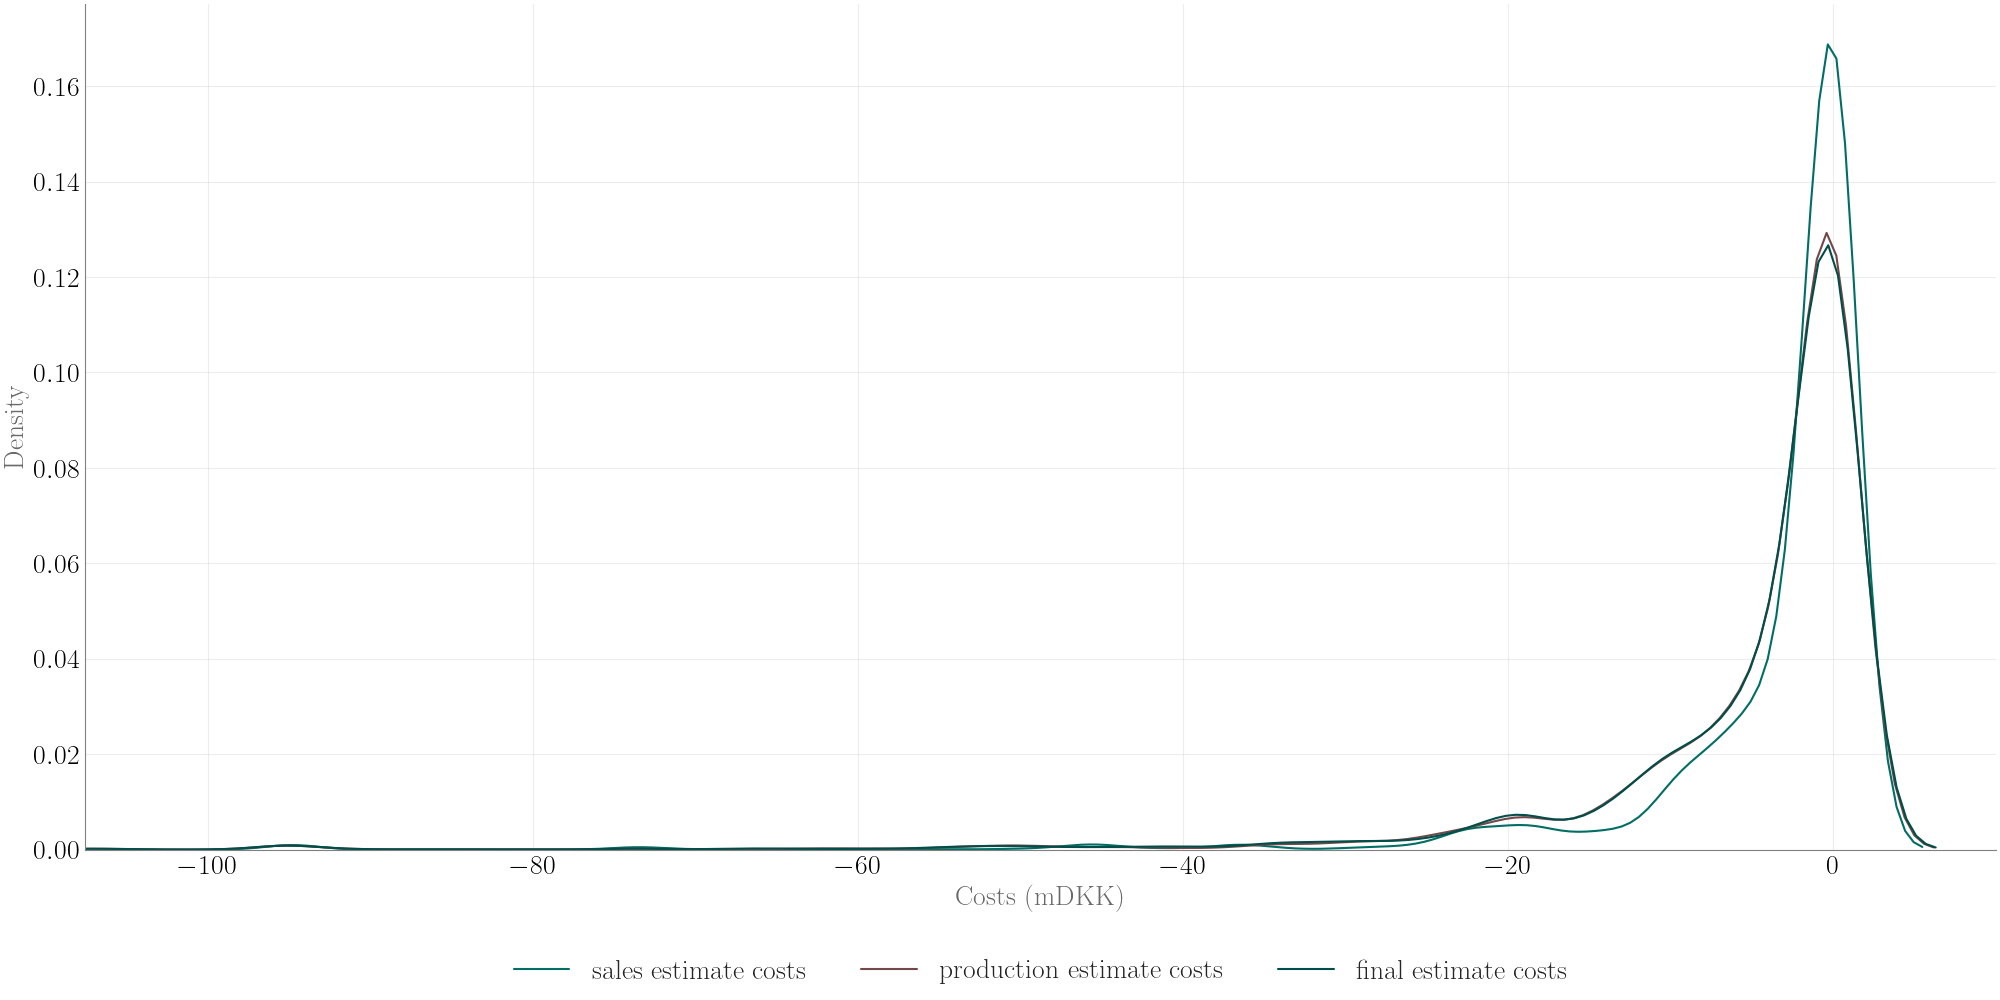 0.16
0.14
0.12
0.10
0.08
0.06
0.04
0.02
0.00
Density
−100 −80 −60 −40 −20 0
Costs (mDKK)
sales estimate costs production estimate costs final estimate costs